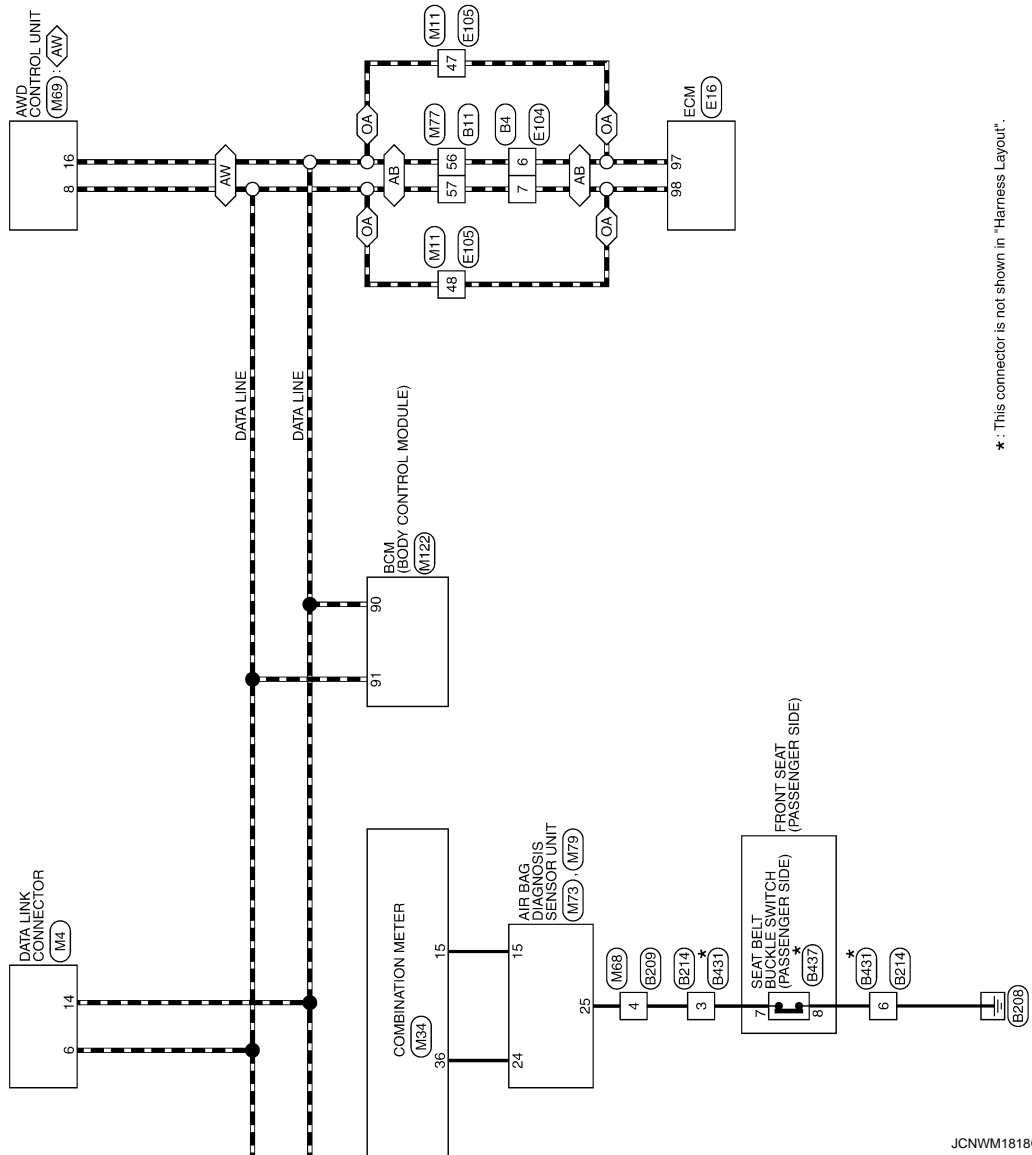 AWD
CONTROL UNIT
M69 : AW
8
16
AW
OA
OA
AB
M11
E105
47
M77
B11
56
57
B4
E104
6
7
M11
E105
48
AB
OA
OA
98
97
ECM
E16
DATA LINE
DATA LINE
BCM
(BODY CONTROL MODULE)
M122
91
90
DATA LINK
CONNECTOR
M4
6
14
COMBINATION METER
M34
36
15
AIR BAG
DIAGNOSIS
SENSOR UNIT
M73 , M79
24
15
25
M68
4
B209
B214
3
* B431
FRONT SEAT
(PASSENGER SIDE)
SEAT BELT
BUCKLE SWITCH
(PASSENGER SIDE)
* B437
7
8
* B431
6
B214
B208
* : This connector is not shown in "Harness Layout".